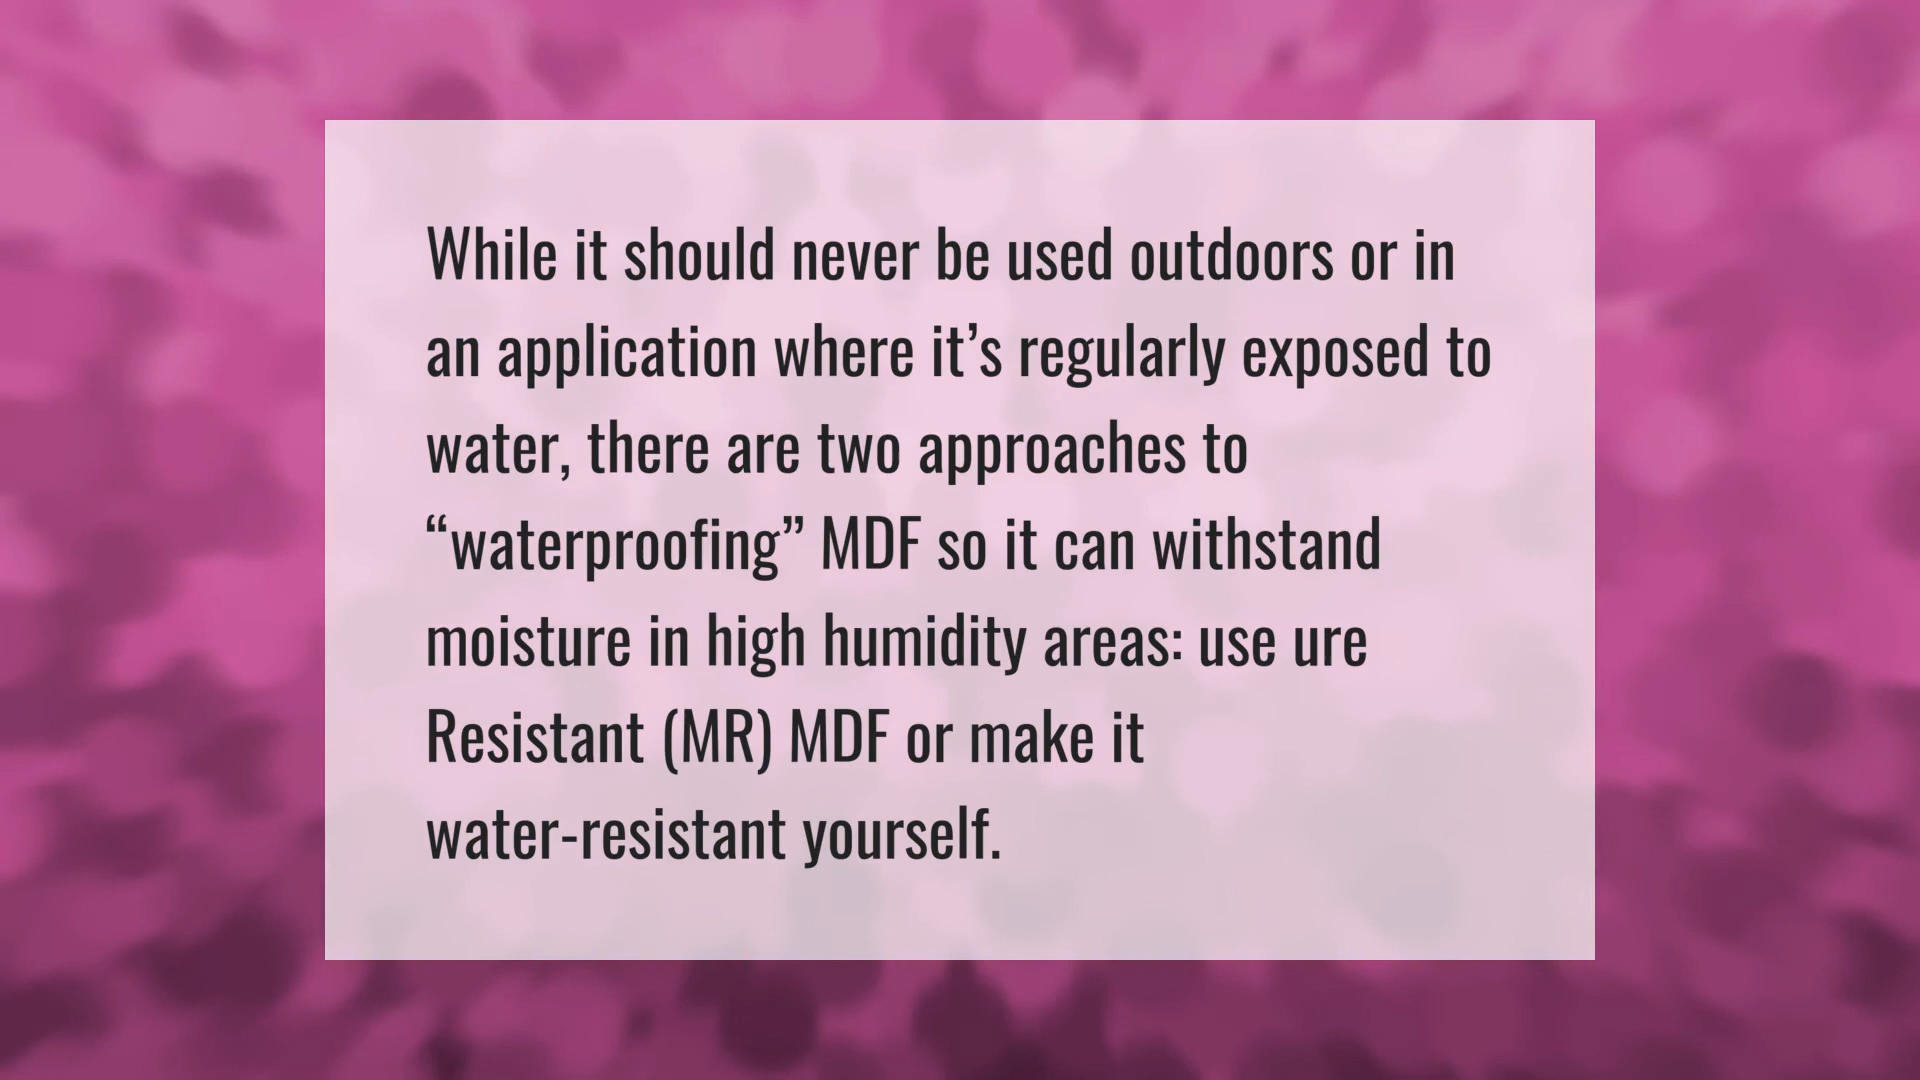 While it should never be used outdoors or in
an application where it’s regularly exposed to
water, there are two approaches to
“waterproofing” MDF so it can withstand
moisture in high humidity areas: use ure
Resistant (MR) MDF or make it
water-resistant yourself.